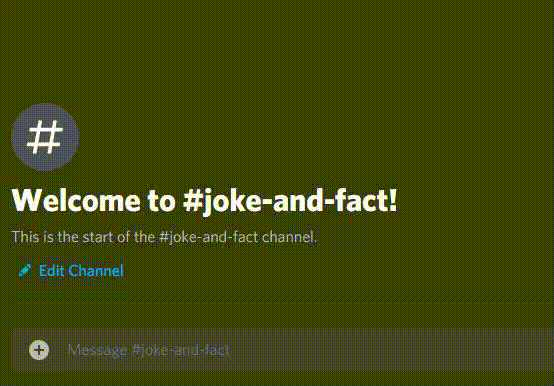 #
Welcome to #joke-and-fact!
This is the start of the #joke-and-fact channel.
Edit Channel
Message #joke-and-fact